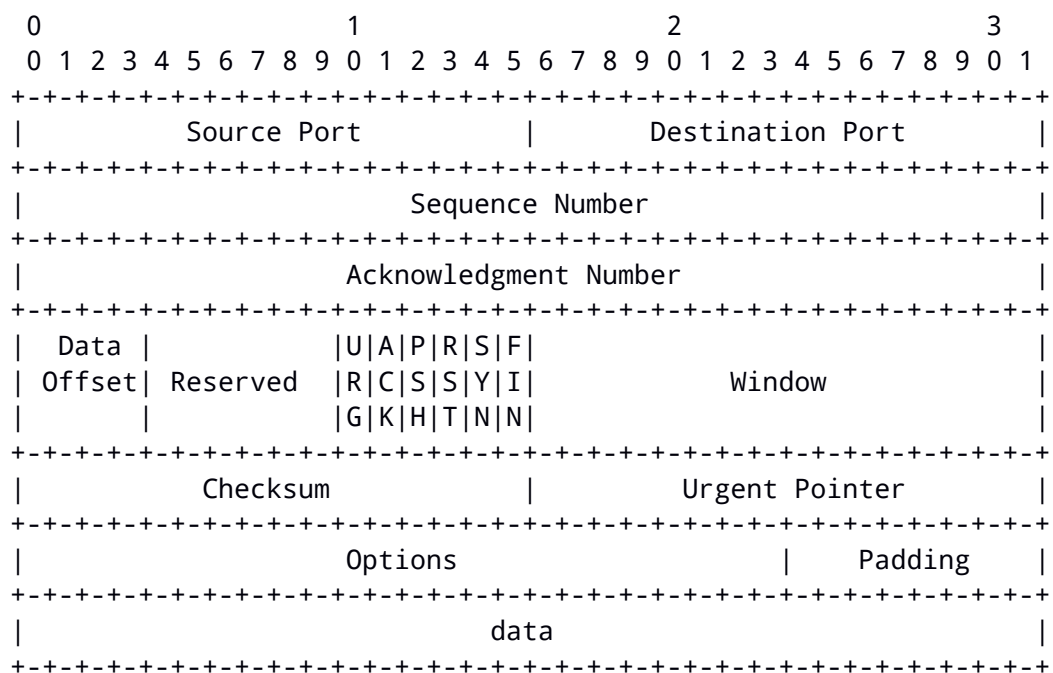 0                   1                   2                   3
 0 1 2 3 4 5 6 7 8 9 0 1 2 3 4 5 6 7 8 9 0 1 2 3 4 5 6 7 8 9 0 1
+-+-+-+-+-+-+-+-+-+-+-+-+-+-+-+-+-+-+-+-+-+-+-+-+-+-+-+-+-+-+-+-+
|          Source Port          |       Destination Port        |
+-+-+-+-+-+-+-+-+-+-+-+-+-+-+-+-+-+-+-+-+-+-+-+-+-+-+-+-+-+-+-+-+
|                        Sequence Number                        |
+-+-+-+-+-+-+-+-+-+-+-+-+-+-+-+-+-+-+-+-+-+-+-+-+-+-+-+-+-+-+-+-+
|                    Acknowledgment Number                      |
+-+-+-+-+-+-+-+-+-+-+-+-+-+-+-+-+-+-+-+-+-+-+-+-+-+-+-+-+-+-+-+-+
|  Data |           |U|A|P|R|S|F|                               |
| Offset| Reserved  |R|C|S|S|Y|I|            Window             |
|       |           |G|K|H|T|N|N|                               |
+-+-+-+-+-+-+-+-+-+-+-+-+-+-+-+-+-+-+-+-+-+-+-+-+-+-+-+-+-+-+-+-+
|           Checksum            |         Urgent Pointer        |
+-+-+-+-+-+-+-+-+-+-+-+-+-+-+-+-+-+-+-+-+-+-+-+-+-+-+-+-+-+-+-+-+
|                    Options                    |    Padding    |
+-+-+-+-+-+-+-+-+-+-+-+-+-+-+-+-+-+-+-+-+-+-+-+-+-+-+-+-+-+-+-+-+
|                             data                              |
+-+-+-+-+-+-+-+-+-+-+-+-+-+-+-+-+-+-+-+-+-+-+-+-+-+-+-+-+-+-+-+-+